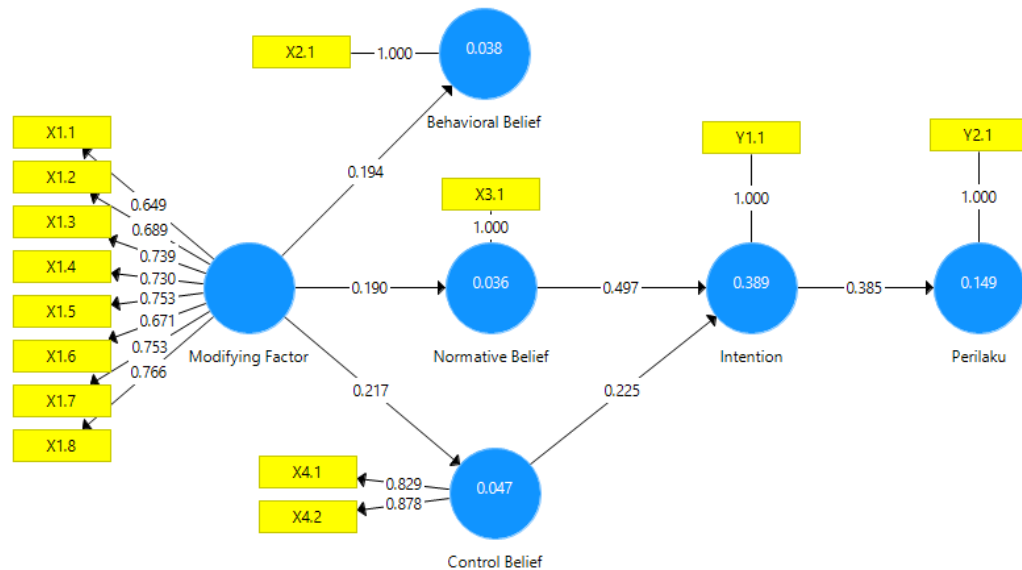 X2.1
1.000
0.038
Behavioral Belief
X1.1
X1.2
X1.3
X1.4
X1.5
X1.6
X1.7
X1.8
0.649
0.689
0.739
0.730
0.753
0.671
0.753
0.766
Modifying Factor
0.194
0.190
0.217
X3.1
1.000
0.036
Normative Belief
0.497
X4.1
X4.2
0.829
0.878
0.047
Control Belief
0.225
Y1.1
1.000
0.389
Intention
0.385
Y2.1
1.000
0.149
Perilaku